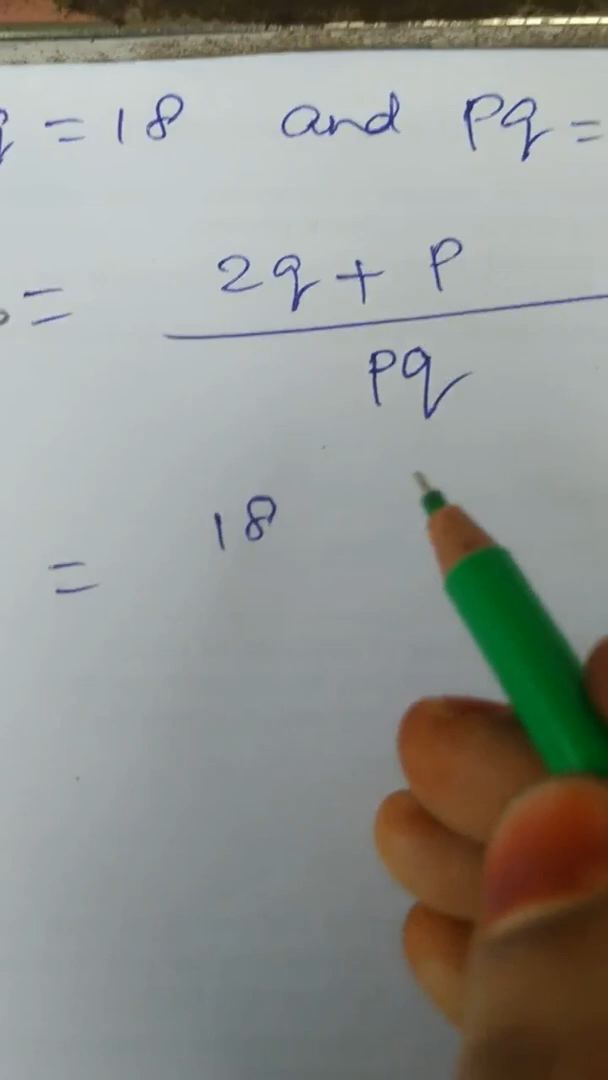 q = 18 and Pq =
= 2q + P
Pq
= 18